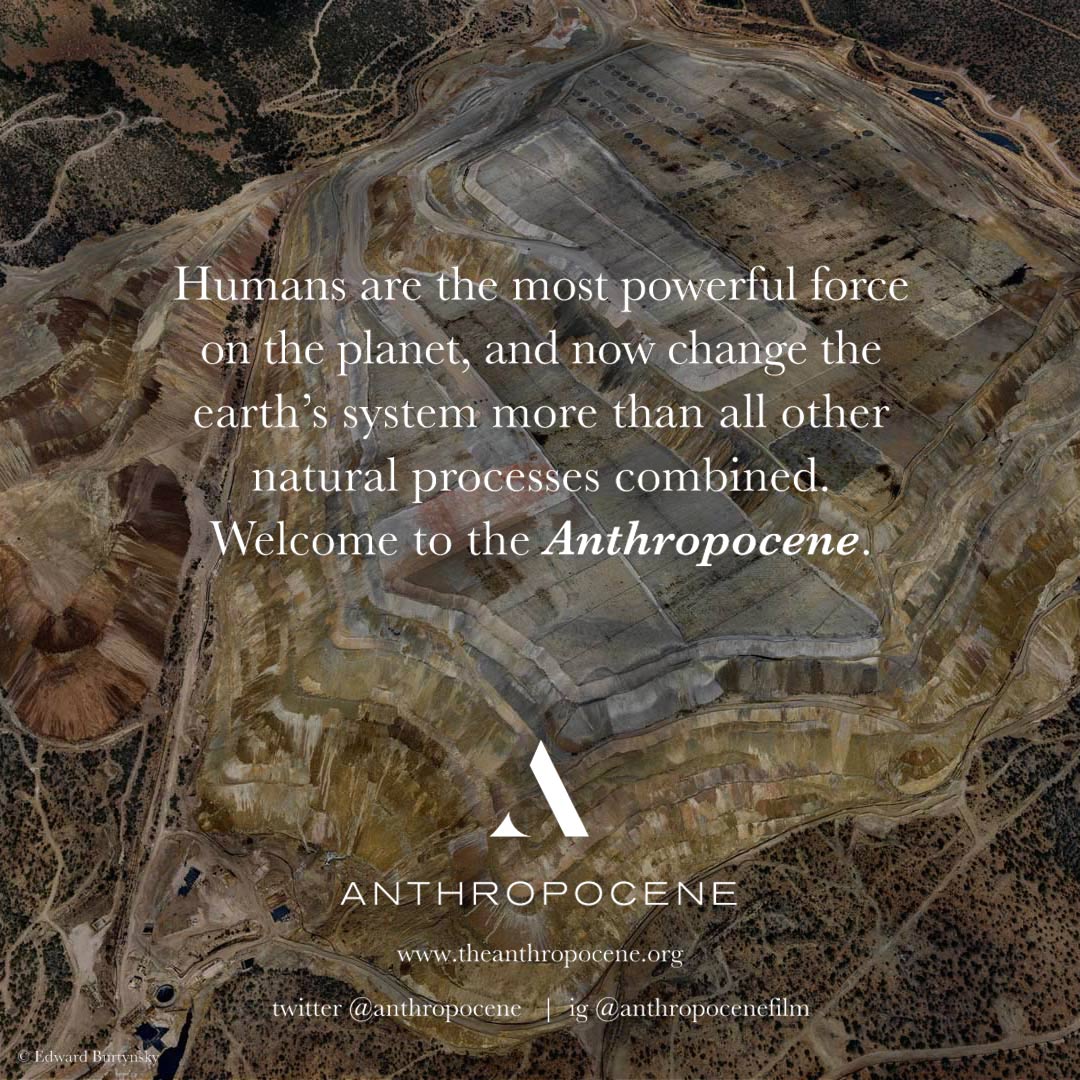 Humans are the most powerful force
on the planet, and now change the
earth’s system more than all other
natural processes combined.
Welcome to the Anthropocene.
ANTHROPOCENE
www.theanthropocene.org
twitter @anthropocene | ig @anthropocenefilm
© Edward Burtynsky